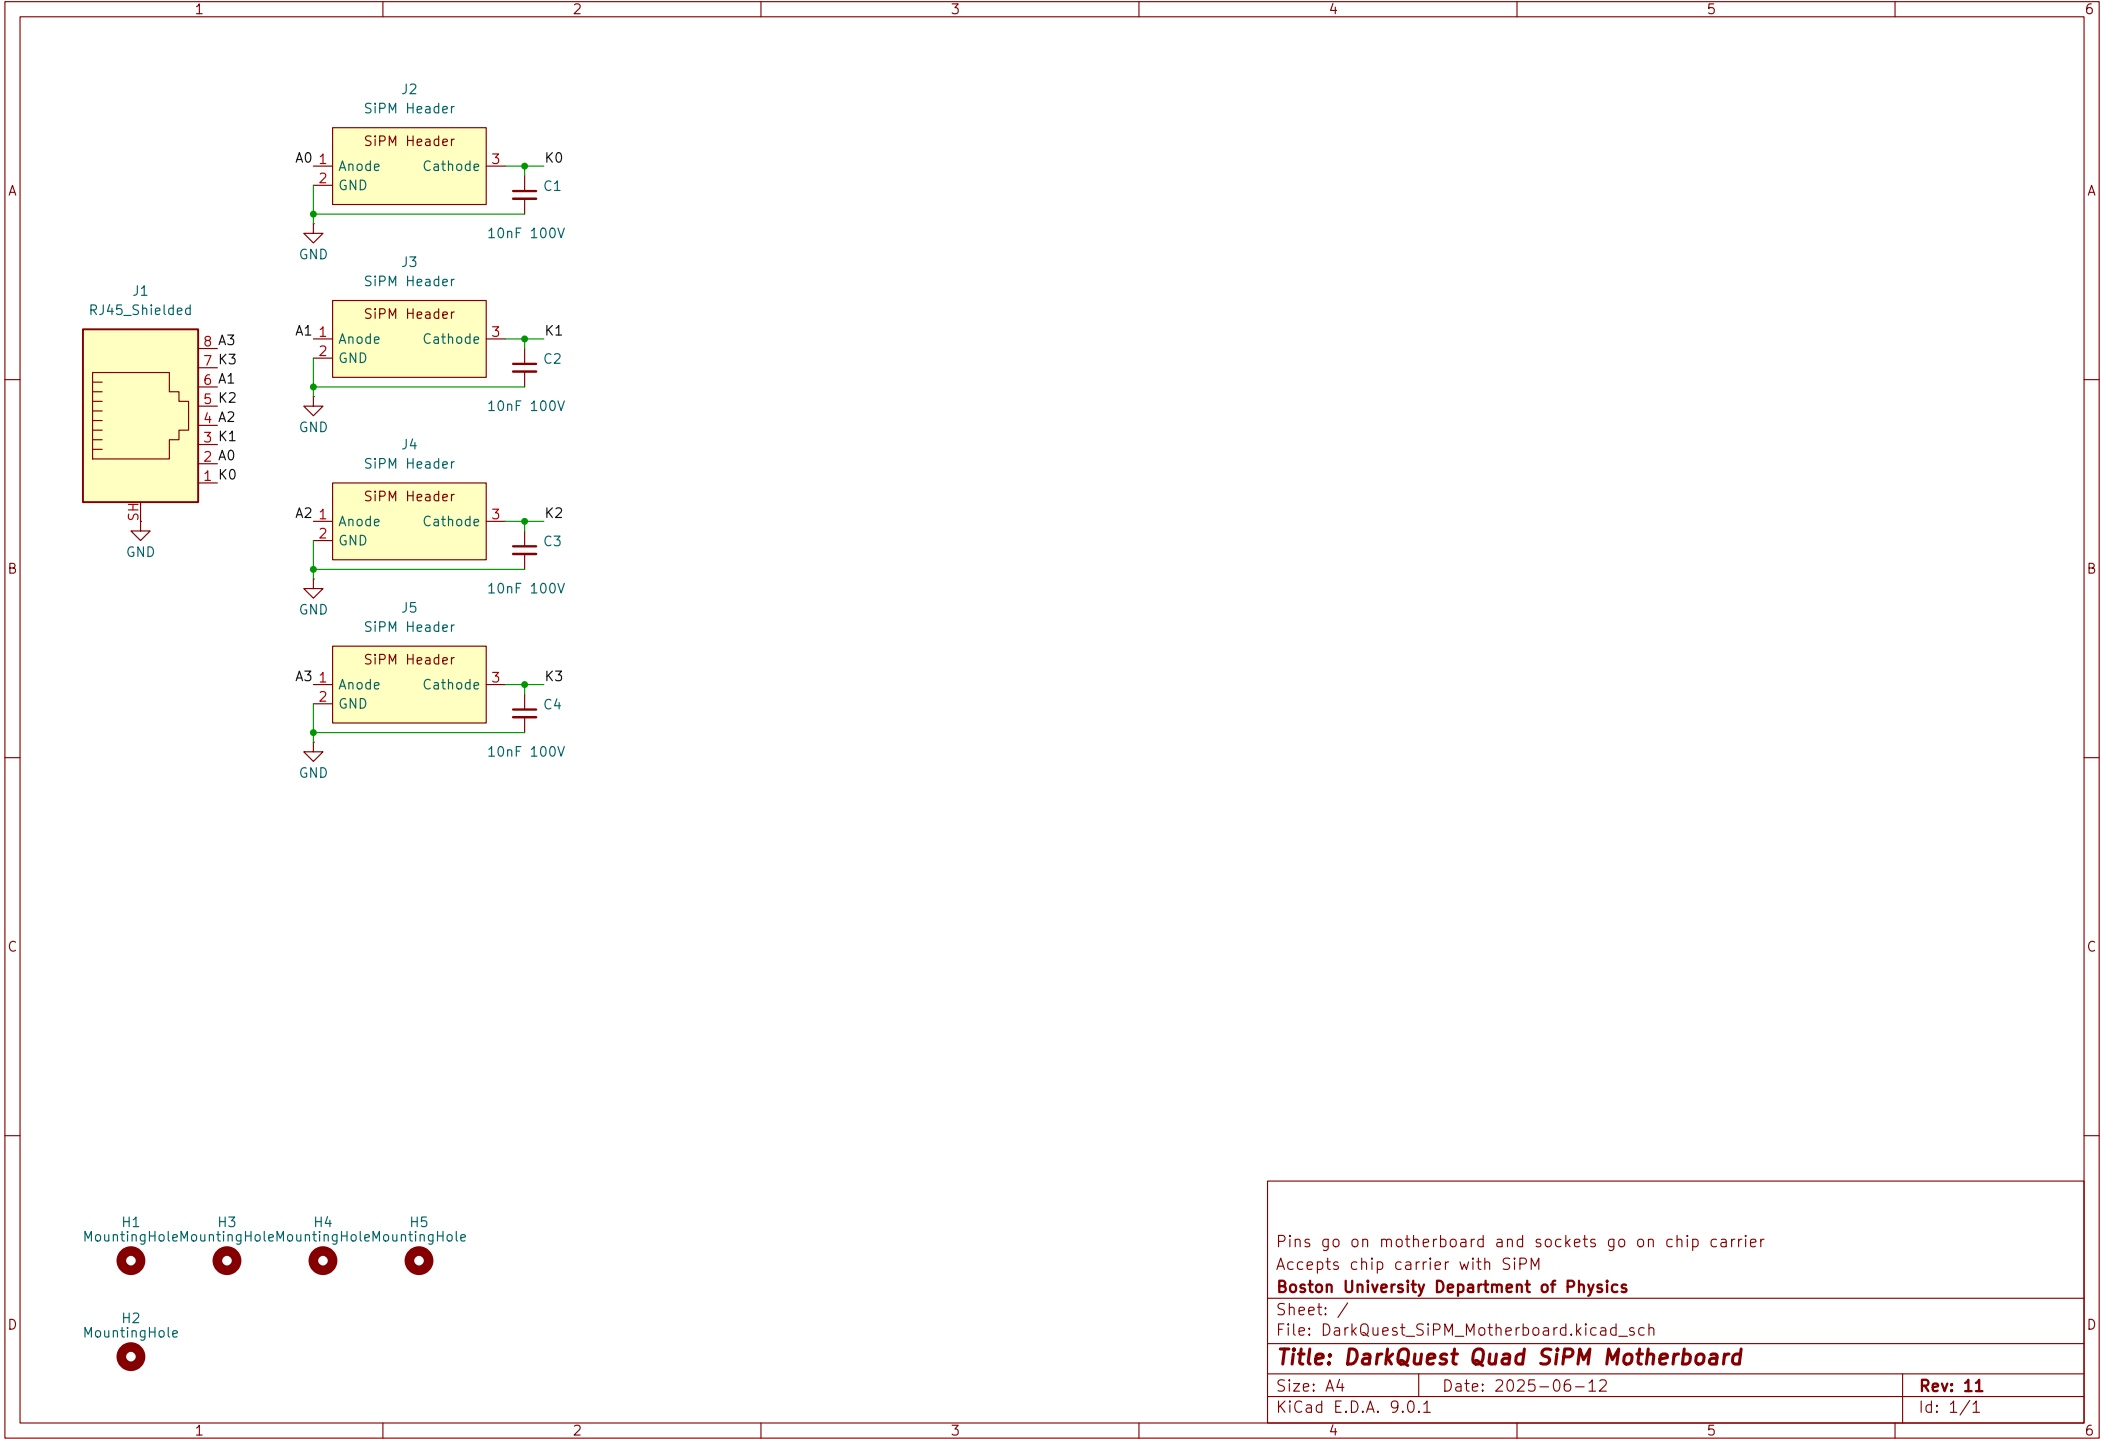 1 2 3 4 5 6
J2
SiPM Header
SiPM Header
A0 1 Anode Cathode 3 K0
2 GND C1
10nF 100V
GND
J3
SiPM Header
SiPM Header
A1 1 Anode Cathode 3 K1
2 GND C2
10nF 100V
GND
J1
RJ45_Shielded
8 A3
7 K3
6 A1
5 K2
4 A2
3 K1
2 A0
1 K0
SH
GND
J4
SiPM Header
SiPM Header
A2 1 Anode Cathode 3 K2
2 GND C3
10nF 100V
GND
J5
SiPM Header
SiPM Header
A3 1 Anode Cathode 3 K3
2 GND C4
10nF 100V
GND
A A
B B
C C
D D
H1 H3 H4 H5
MountingHole MountingHole MountingHole MountingHole
H2
MountingHole
Pins go on motherboard and sockets go on chip carrier
Accepts chip carrier with SiPM
Boston University Department of Physics
Sheet: /
File: DarkQuest_SiPM_Motherboard.kicad_sch
Title: DarkQuest Quad SiPM Motherboard
Size: A4 Date: 2025-06-12 Rev: 11
KiCad E.D.A. 9.0.1 Id: 1/1
1 2 3 4 5 6